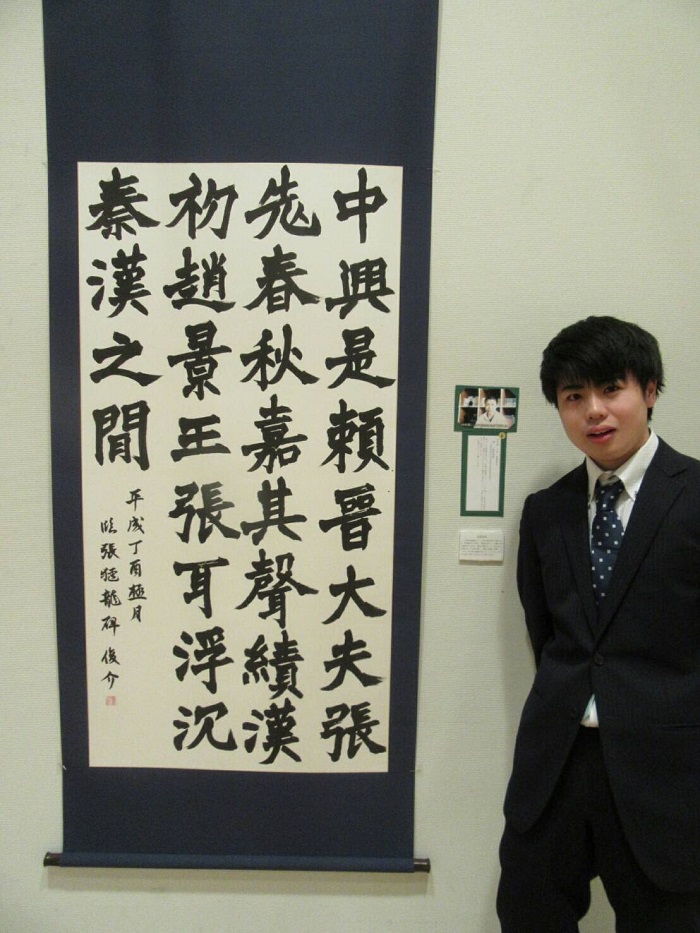 中興是賴晉大夫張
老春秋嘉其聲績漢
初趙景王張耳浮沉
秦漢之閒
平成丁酉極月
臨張猛龍碑 俊介